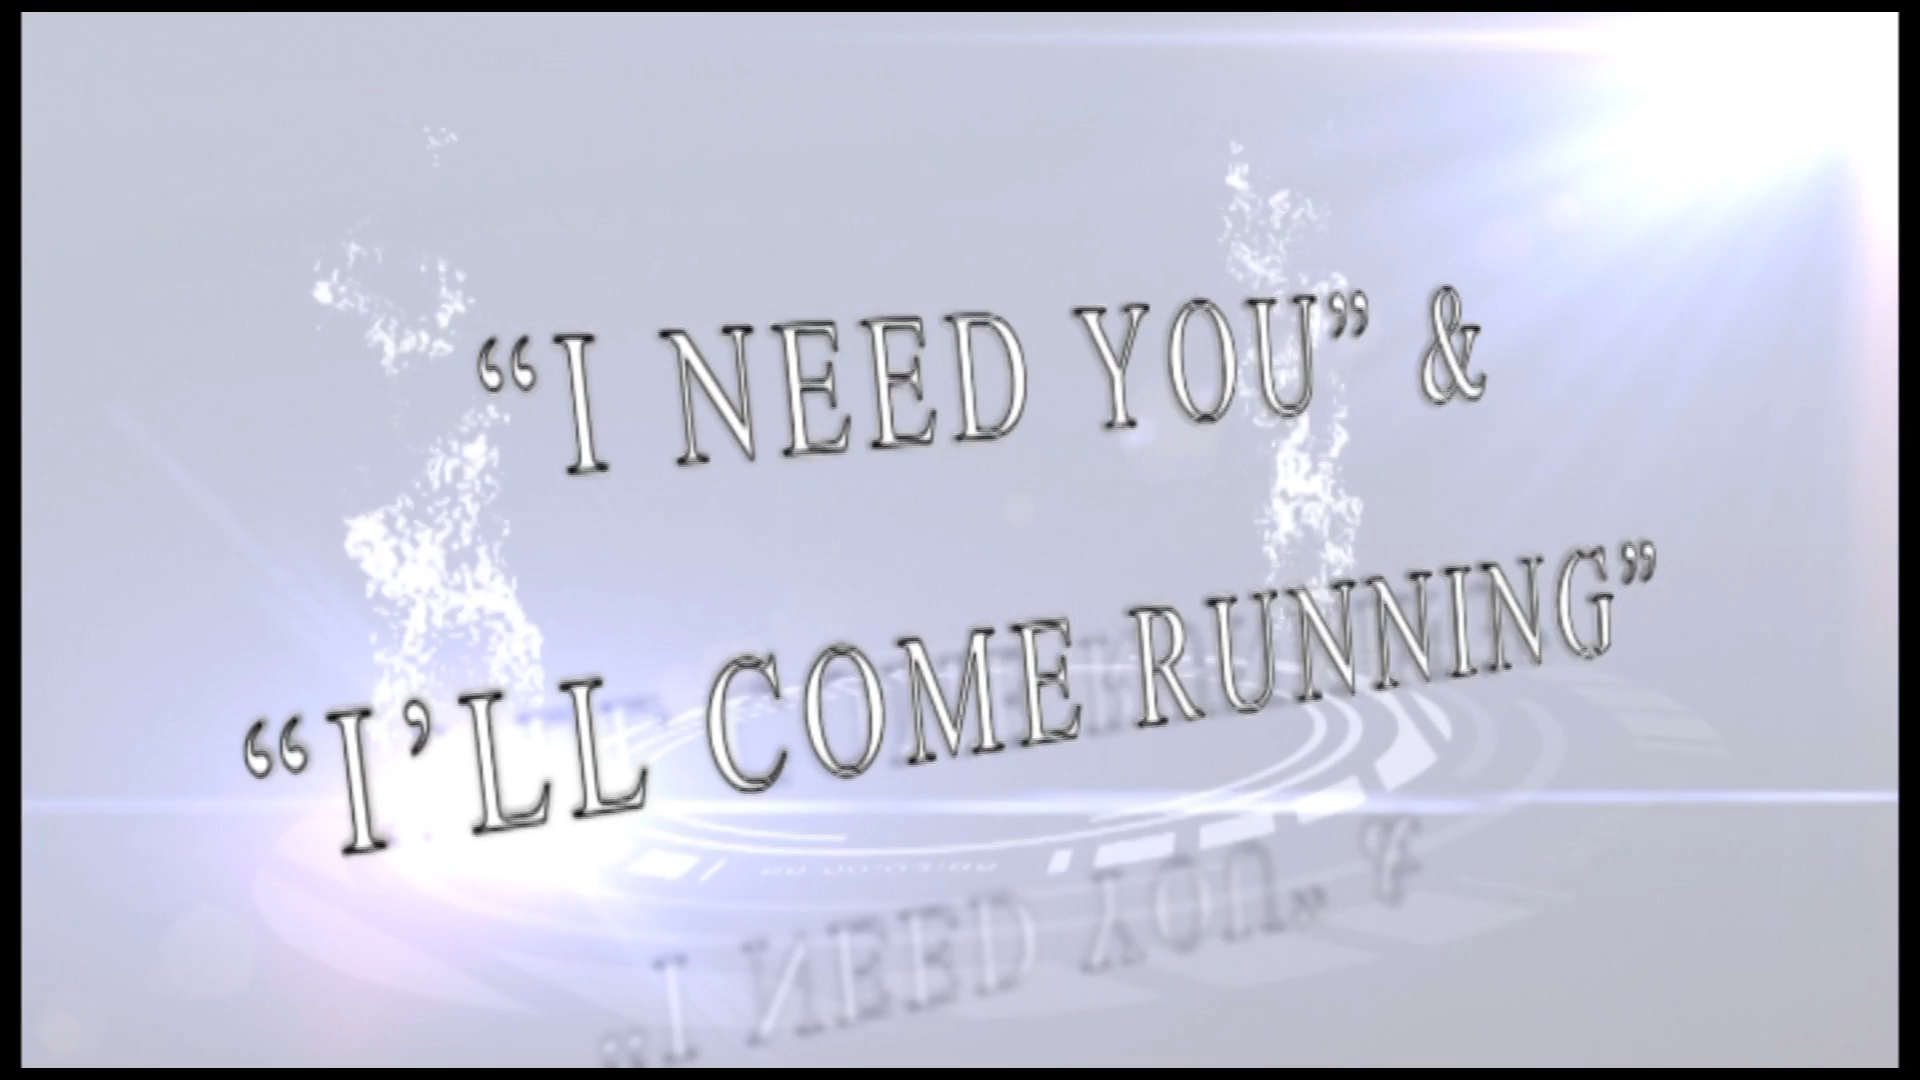 “I NEED YOU” &
“I’LL COME RUNNING”